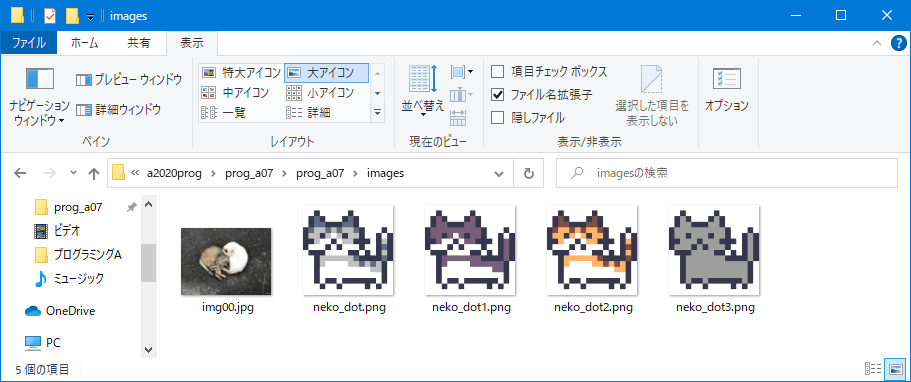 images
ファイル
ホーム
共有
表示
ナビゲーション
ウィンドウ
プレビュー ウィンドウ
詳細ウィンドウ
ペイン
特大アイコン
大アイコン
中アイコン
小アイコン
一覧
詳細
レイアウト
並べ替え
現在のビュー
項目チェック ボックス
ファイル名拡張子
隠しファイル
選択した項目を
表示しない
表示/非表示
オプション
« a2020prog › prog_a07 › prog_a07 › images
imagesの検索
prog_a07
ビデオ
プログラミングA
ミュージック
OneDrive
PC
img00.jpg
neko_dot.png
neko_dot1.png
neko_dot2.png
neko_dot3.png
5 個の項目